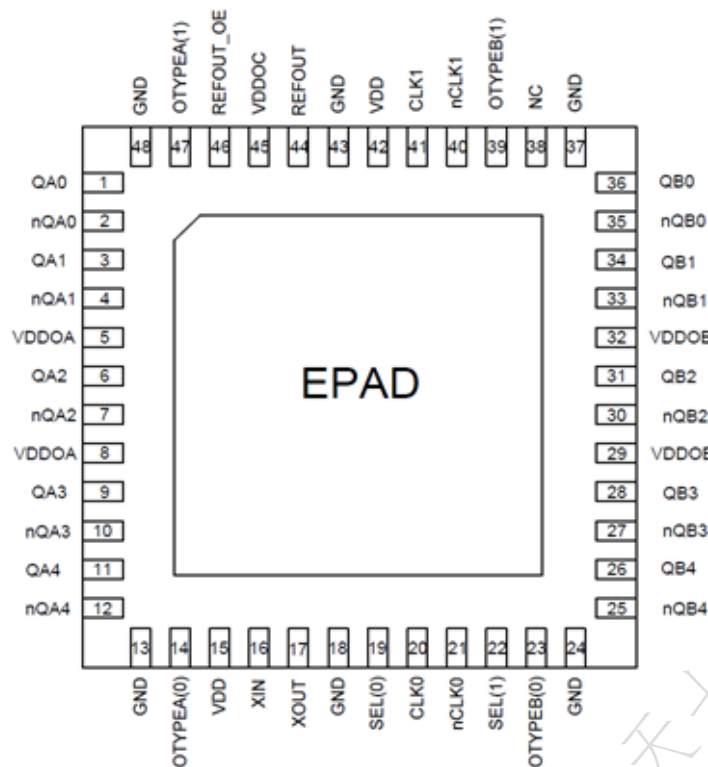 GND
OTYPEA(1)
REFOUT_OE
VDDOC
REFOUT
GND
VDD
CLK1
nCLK1
OTYPEB(1)
NC
GND
48 47 46 45 44 43 42 41 40 39 38 37
QA0 1 36 QB0
nQA0 2 35 nQB0
QA1 3 34 QB1
nQA1 4 33 nQB1
VDDOA 5 32 VDDOB
QA2 6 31 QB2
EPAD
nQA2 7 30 nQB2
VDDOA 8 29 VDDOB
QA3 9 28 QB3
nQA3 10 27 nQB3
QA4 11 26 QB4
nQA4 12 25 nQB4
13 14 15 16 17 18 19 20 21 22 23 24
GND
OTYPEA(0)
VDD
XIN
XOUT
GND
SEL(0)
CLK0
nCLK0
SEL(1)
OTYPEB(0)
GND